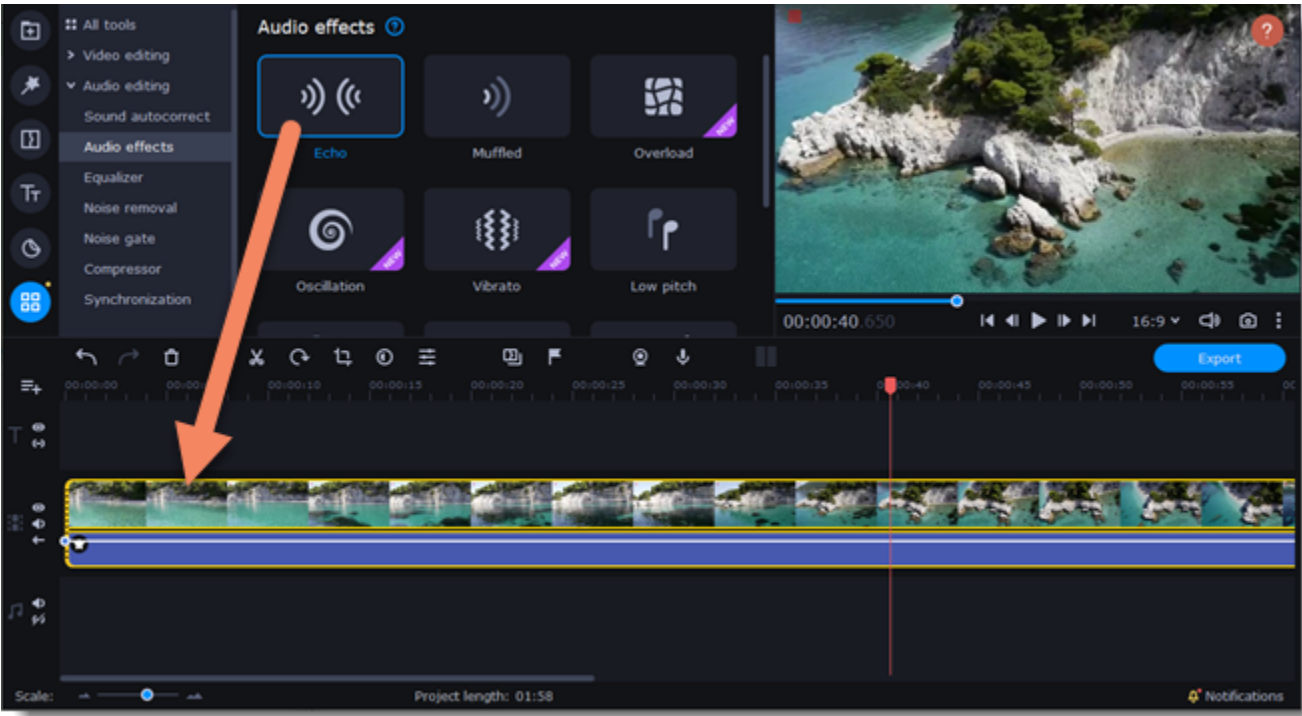 All tools
Video editing
Audio editing
Sound autocorrect
Audio effects
Equalizer
Noise removal
Noise gate
Compressor
Synchronization
Audio effects ?
Echo
Muffled
NEW
Overload
NEW
Oscillation
NEW
Vibrato
Low pitch
?
00:00:40.650
16:9
Export
00:00:00
00:00:10
00:00:15
00:00:20
00:00:25
00:00:30
00:00:35
00:00:45
00:00:50
00:00:55
Scale:
Project length: 01:58
Notifications